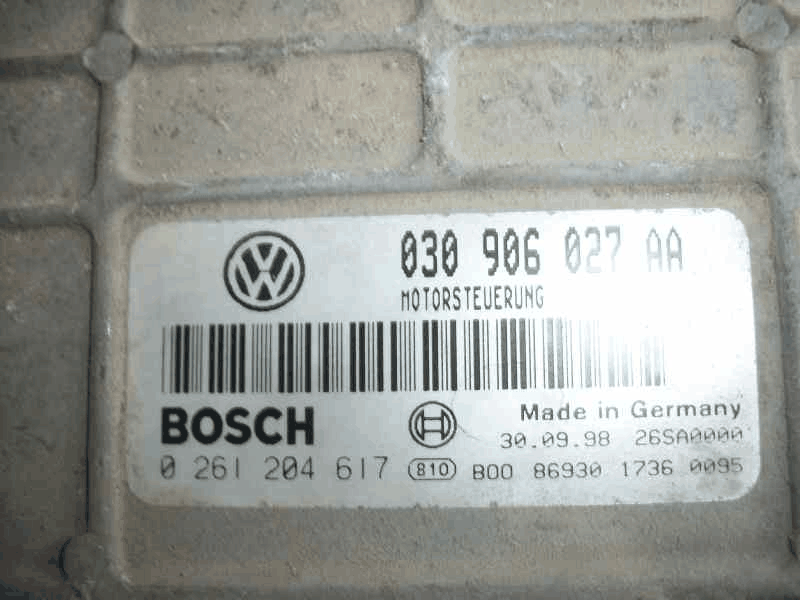 030 906 027 AA
MOTORSTEUERUNG
BOSCH
Made in Germany
30.09.98 26SA0000
0 261 204 617 810 B00 86930 1736 0095